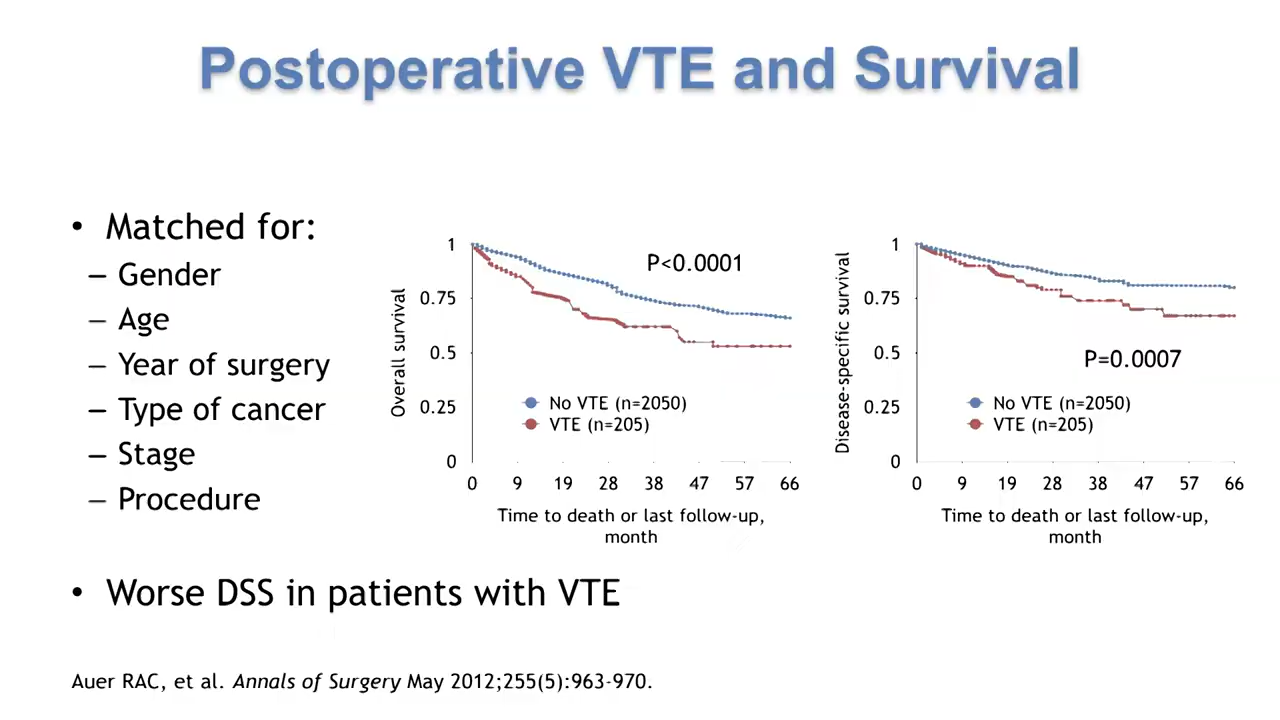 Postoperative VTE and Survival
• Matched for:
– Gender
– Age
– Year of surgery
– Type of cancer
– Stage
– Procedure
Overall survival
1
0.75
0.5
0.25
0
P<0.0001
No VTE (n=2050)
VTE (n=205)
0 9 19 28 38 47 57 66
Time to death or last follow-up,
month
Disease-specific survival
1
0.75
0.5
0.25
0
P=0.0007
No VTE (n=2050)
VTE (n=205)
0 9 19 28 38 47 57 66
Time to death or last follow-up,
month
• Worse DSS in patients with VTE
Auer RAC, et al. Annals of Surgery May 2012;255(5):963-970.